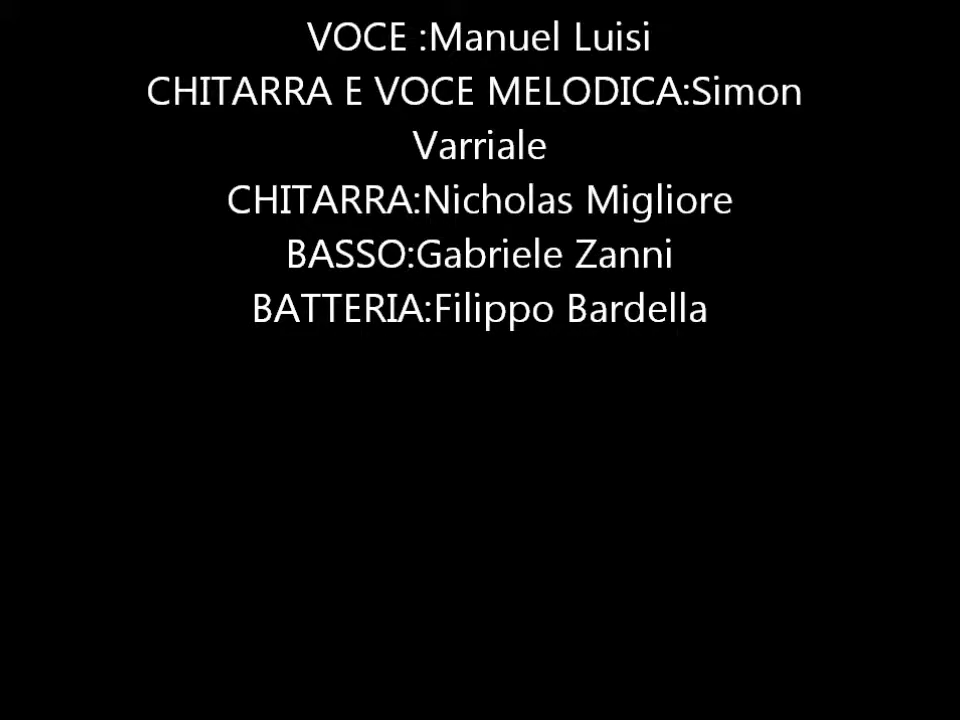 VOCE :Manuel Luisi
CHITARRA E VOCE MELODICA:Simon
Varriale
CHITARRA:Nicholas Migliore
BASSO:Gabriele Zanni
BATTERIA:Filippo Bardella